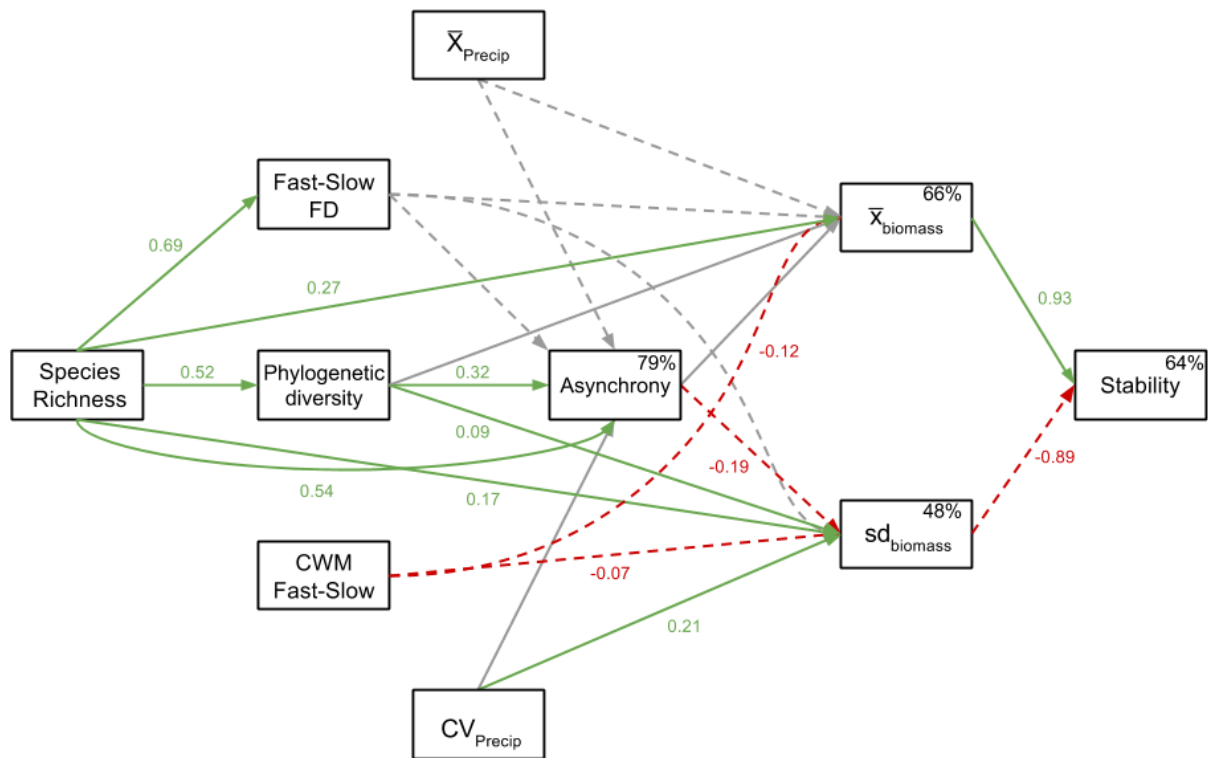 X̅Precip
Fast-Slow
FD
66%
x̅biomass
0.69
0.27
0.93
-0.12
Species
Richness
0.52
Phylogenetic
diversity
0.32
79%
Asynchrony
64%
Stability
0.09
-0.19
-0.89
0.54
0.17
48%
sdbiomass
CWM
Fast-Slow
-0.07
0.21
CVPrecip